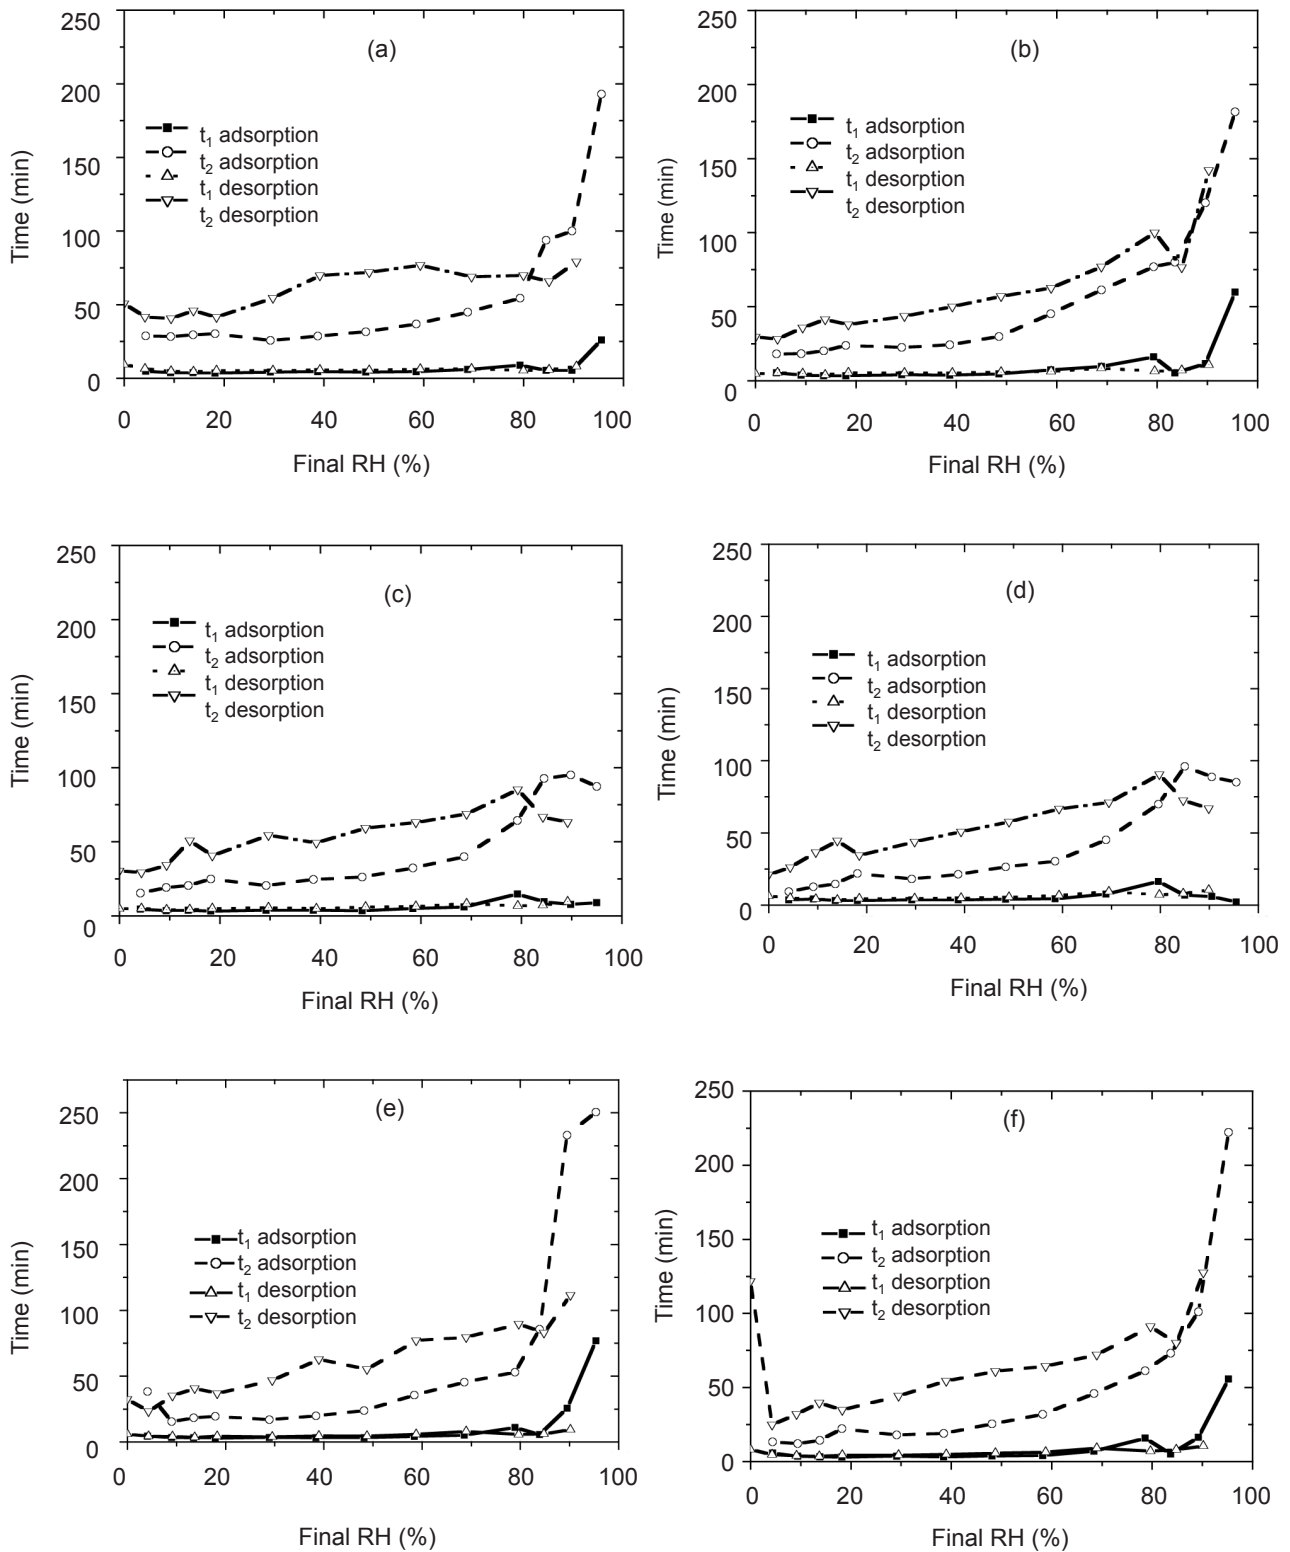 (a)
250
200
150
100
50
0
Time (min)
t1 adsorption
t2 adsorption
t1 desorption
t2 desorption
0 20 40 60 80 100
Final RH (%)
(b)
250
200
150
100
50
0
Time (min)
t1 adsorption
t2 adsorption
t1 desorption
t2 desorption
0 20 40 60 80 100
Final RH (%)
(c)
250
200
150
100
50
0
Time (min)
t1 adsorption
t2 adsorption
t1 desorption
t2 desorption
0 20 40 60 80 100
Final RH (%)
(d)
250
200
150
100
50
0
Time (min)
t1 adsorption
t2 adsorption
t1 desorption
t2 desorption
0 20 40 60 80 100
Final RH (%)
(e)
250
200
150
100
50
0
Time (min)
t1 adsorption
t2 adsorption
t1 desorption
t2 desorption
0 20 40 60 80 100
Final RH (%)
(f)
250
200
150
100
50
0
Time (min)
t1 adsorption
t2 adsorption
t1 desorption
t2 desorption
0 20 40 60 80 100
Final RH (%)